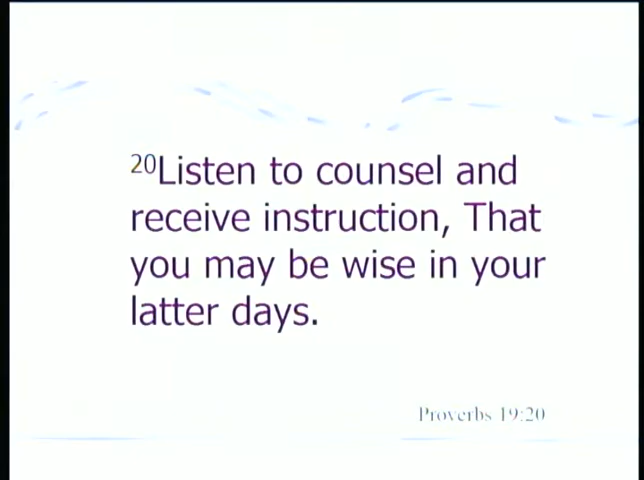 20Listen to counsel and
receive instruction, That
you may be wise in your
latter days.
Proverbs 19:20